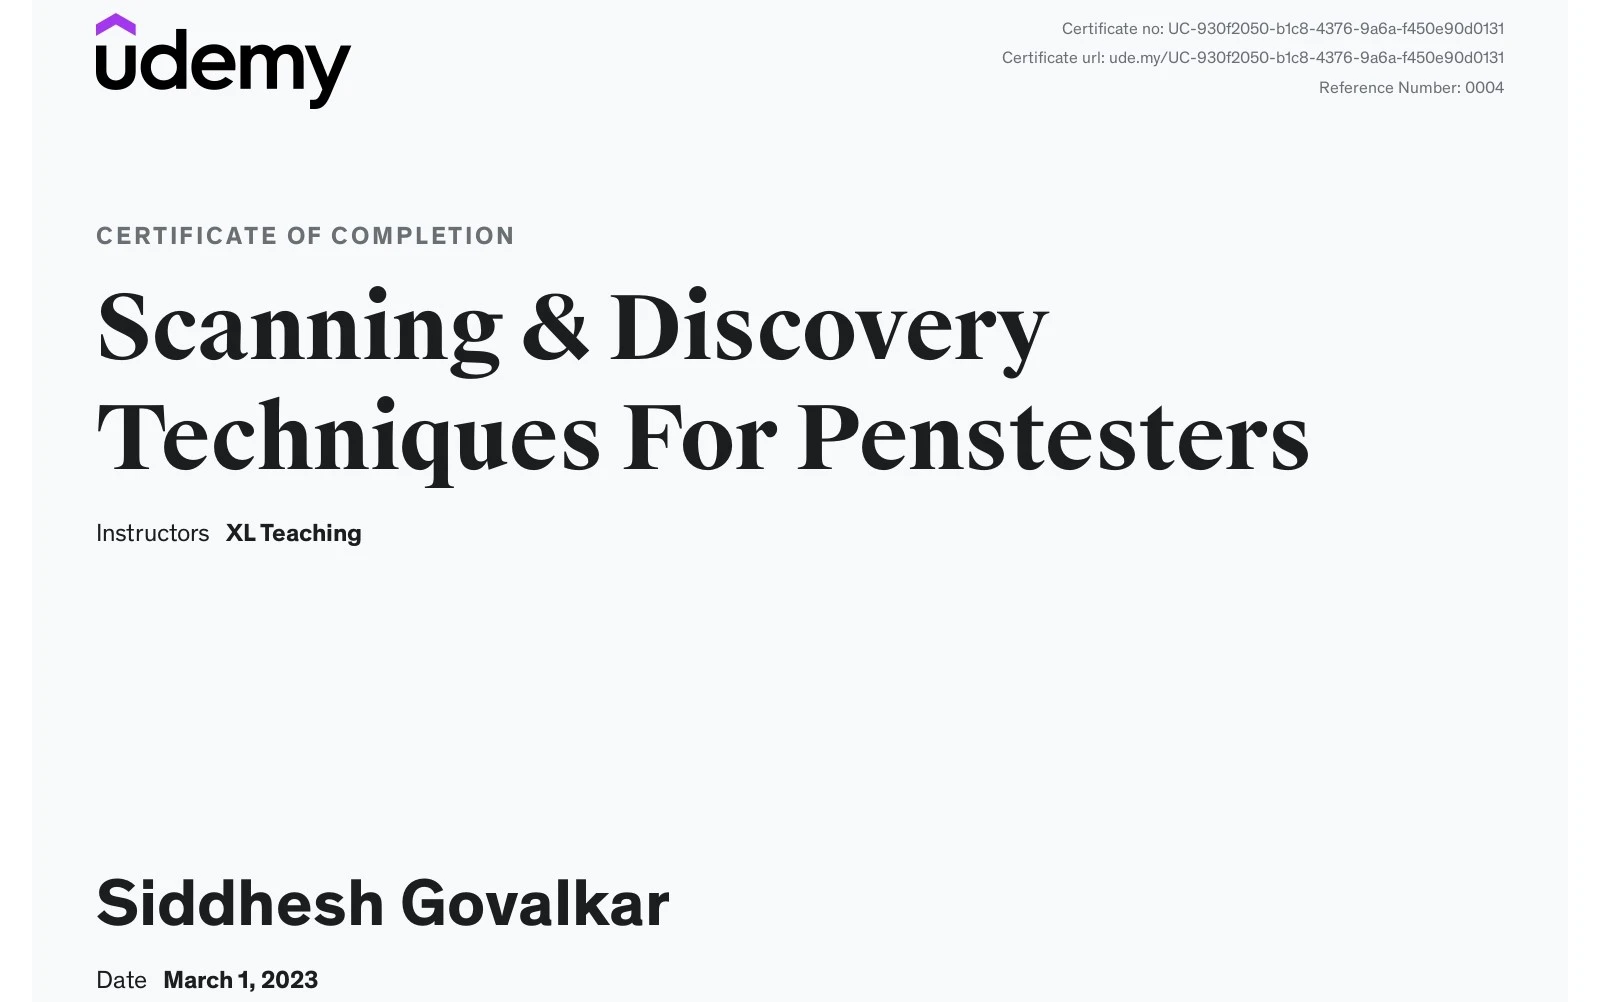 udemy
Certificate no: UC-930f2050-b1c8-4376-9a6a-f450e90d0131
Certificate url: ude.my/UC-930f2050-b1c8-4376-9a6a-f450e90d0131
Reference Number: 0004
CERTIFICATE OF COMPLETION
Scanning & Discovery
Techniques For Penstesters
Instructors XL Teaching
Siddhesh Govalkar
Date March 1, 2023